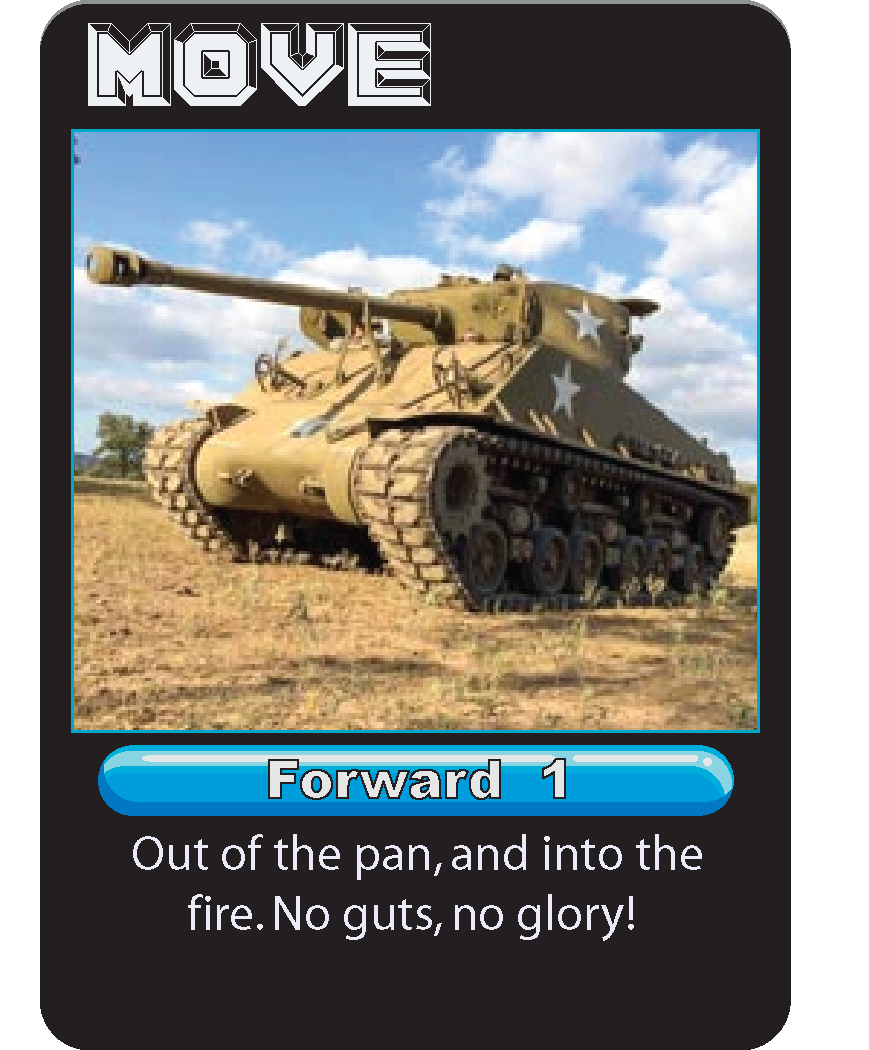 MOVE
Forward 1
Out of the pan, and into the
fire. No guts, no glory!